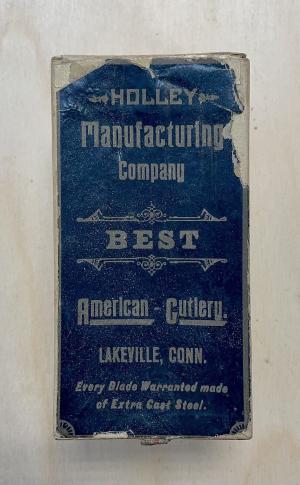 HOLLEY
Manufacturing
Company
BEST
American - Cutlery.
LAKEVILLE, CONN.
Every Blade Warranted made
of Extra Cast Steel.